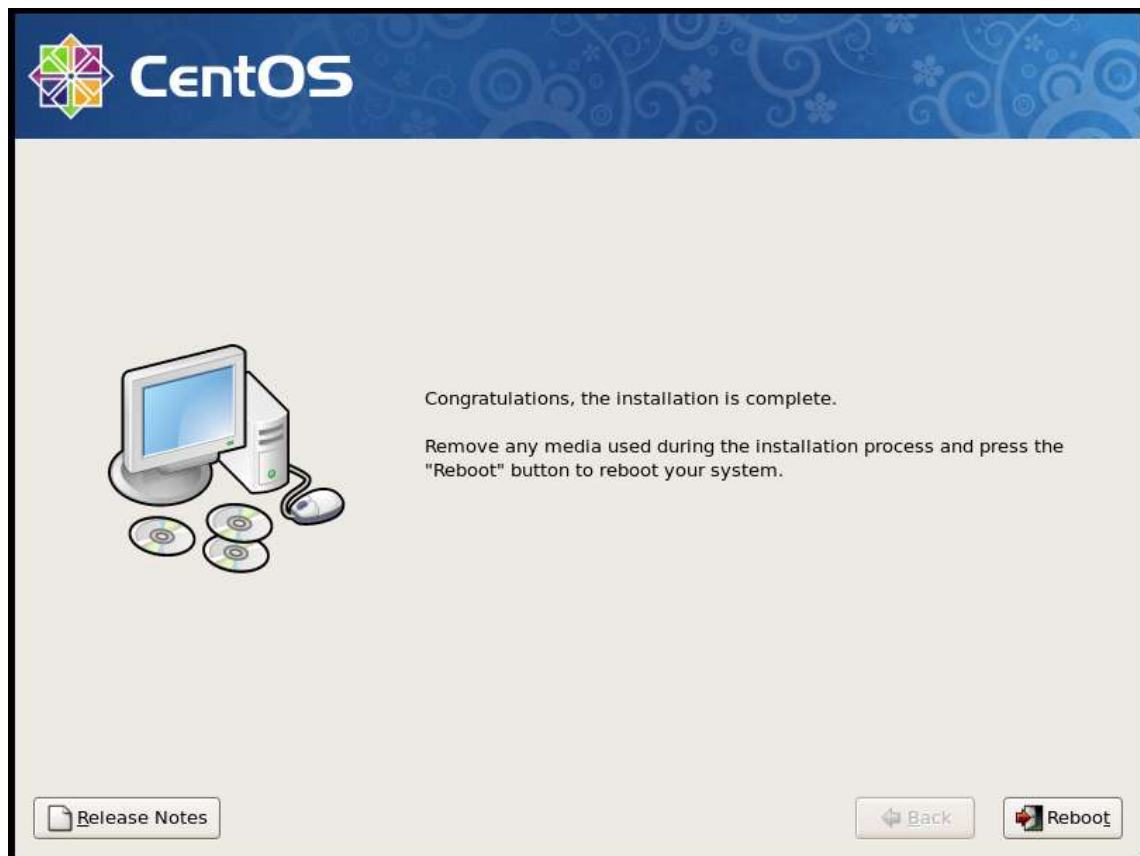 CentOS
Congratulations, the installation is complete.
Remove any media used during the installation process and press the
"Reboot" button to reboot your system.
Release Notes
Back
Reboot